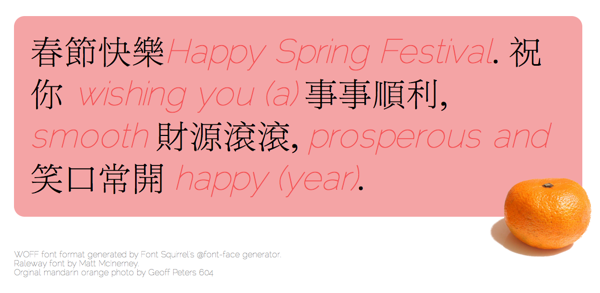 春節快樂Happy Spring Festival. 祝
你 wishing you (a) 事事順利,
smooth 財源滾滾, prosperous and
笑口常開 happy (year).
WOFF font format generated by Font Squirrel's @font-face generator.
Raleway font by Matt McInerney.
Orginal mandarin orange photo by Geoff Peters 604